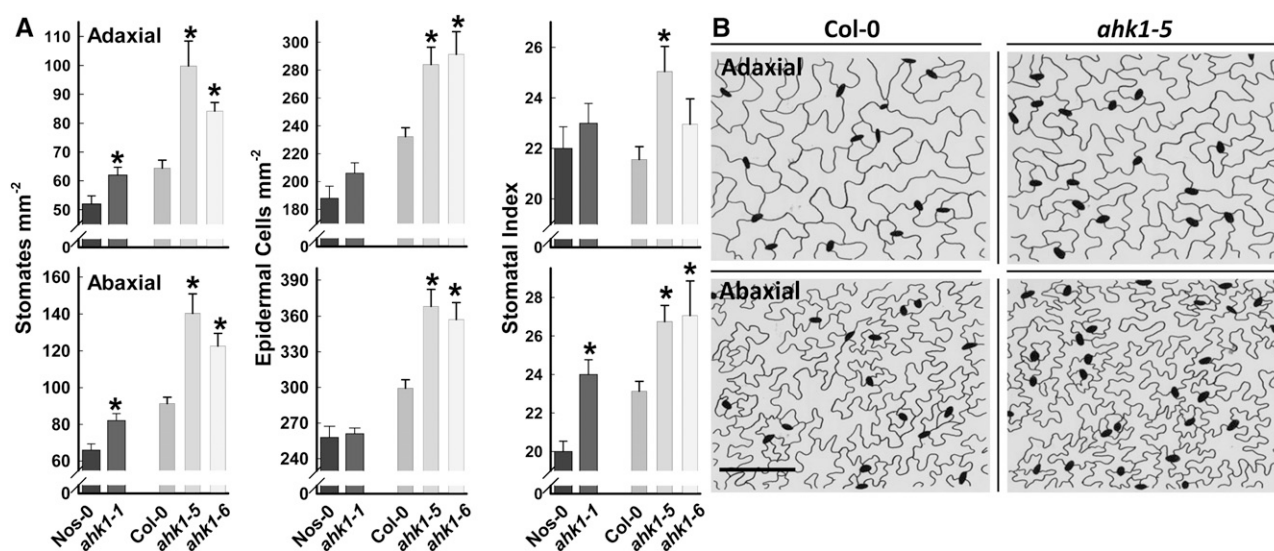 A
Adaxial
Stomates mm-2
110
100
90
80
70
60
50
0
*
*
*
Epidermal Cells mm-2
300
280
260
240
220
200
180
0
*
*
Stomatal Index
26
24
22
20
0
*
Abaxial
160
140
120
100
80
60
0
*
*
*
390
360
330
300
270
240
0
*
*
28
26
24
22
20
0
*
*
*
Nos-0
ahk1-1
Col-0
ahk1-5
ahk1-6
Nos-0
ahk1-1
Col-0
ahk1-5
ahk1-6
Nos-0
ahk1-1
Col-0
ahk1-5
ahk1-6
B
Col-0
ahk1-5
Adaxial
Abaxial